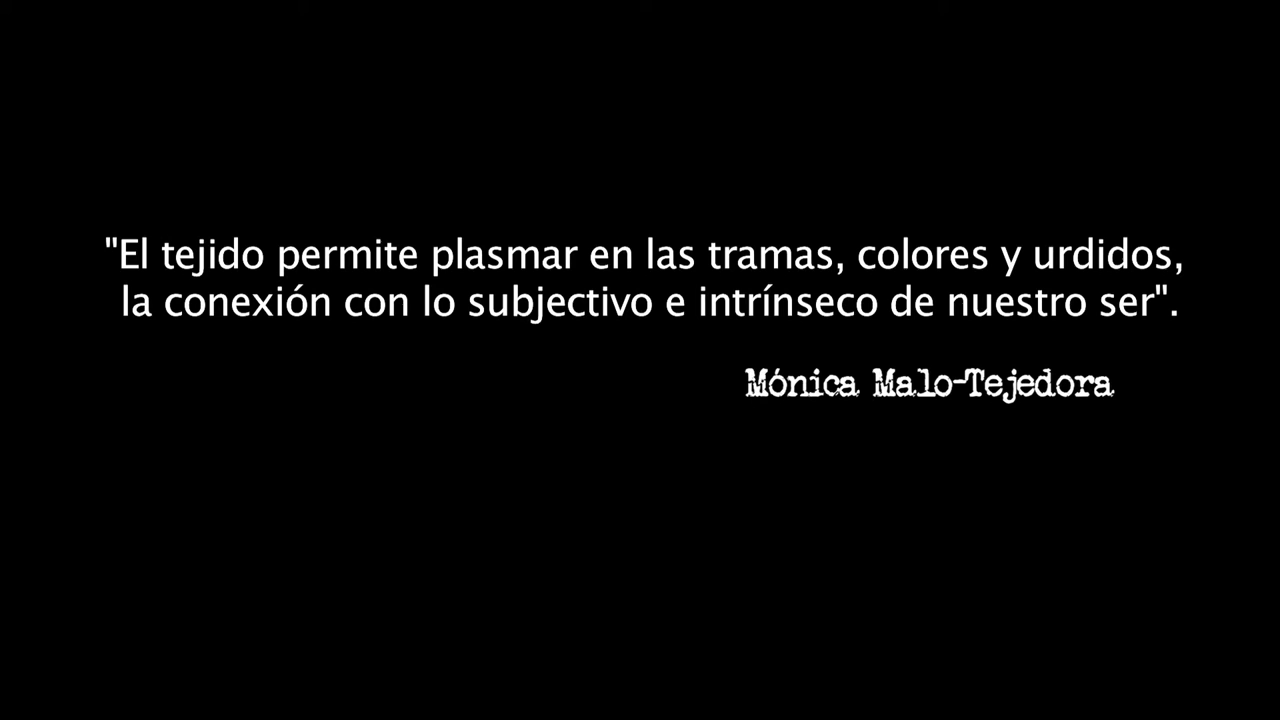 "El tejido permite plasmar en las tramas, colores y urdidos,
la conexión con lo subjectivo e intrínseco de nuestro ser".
Mónica Malo-Tejedora